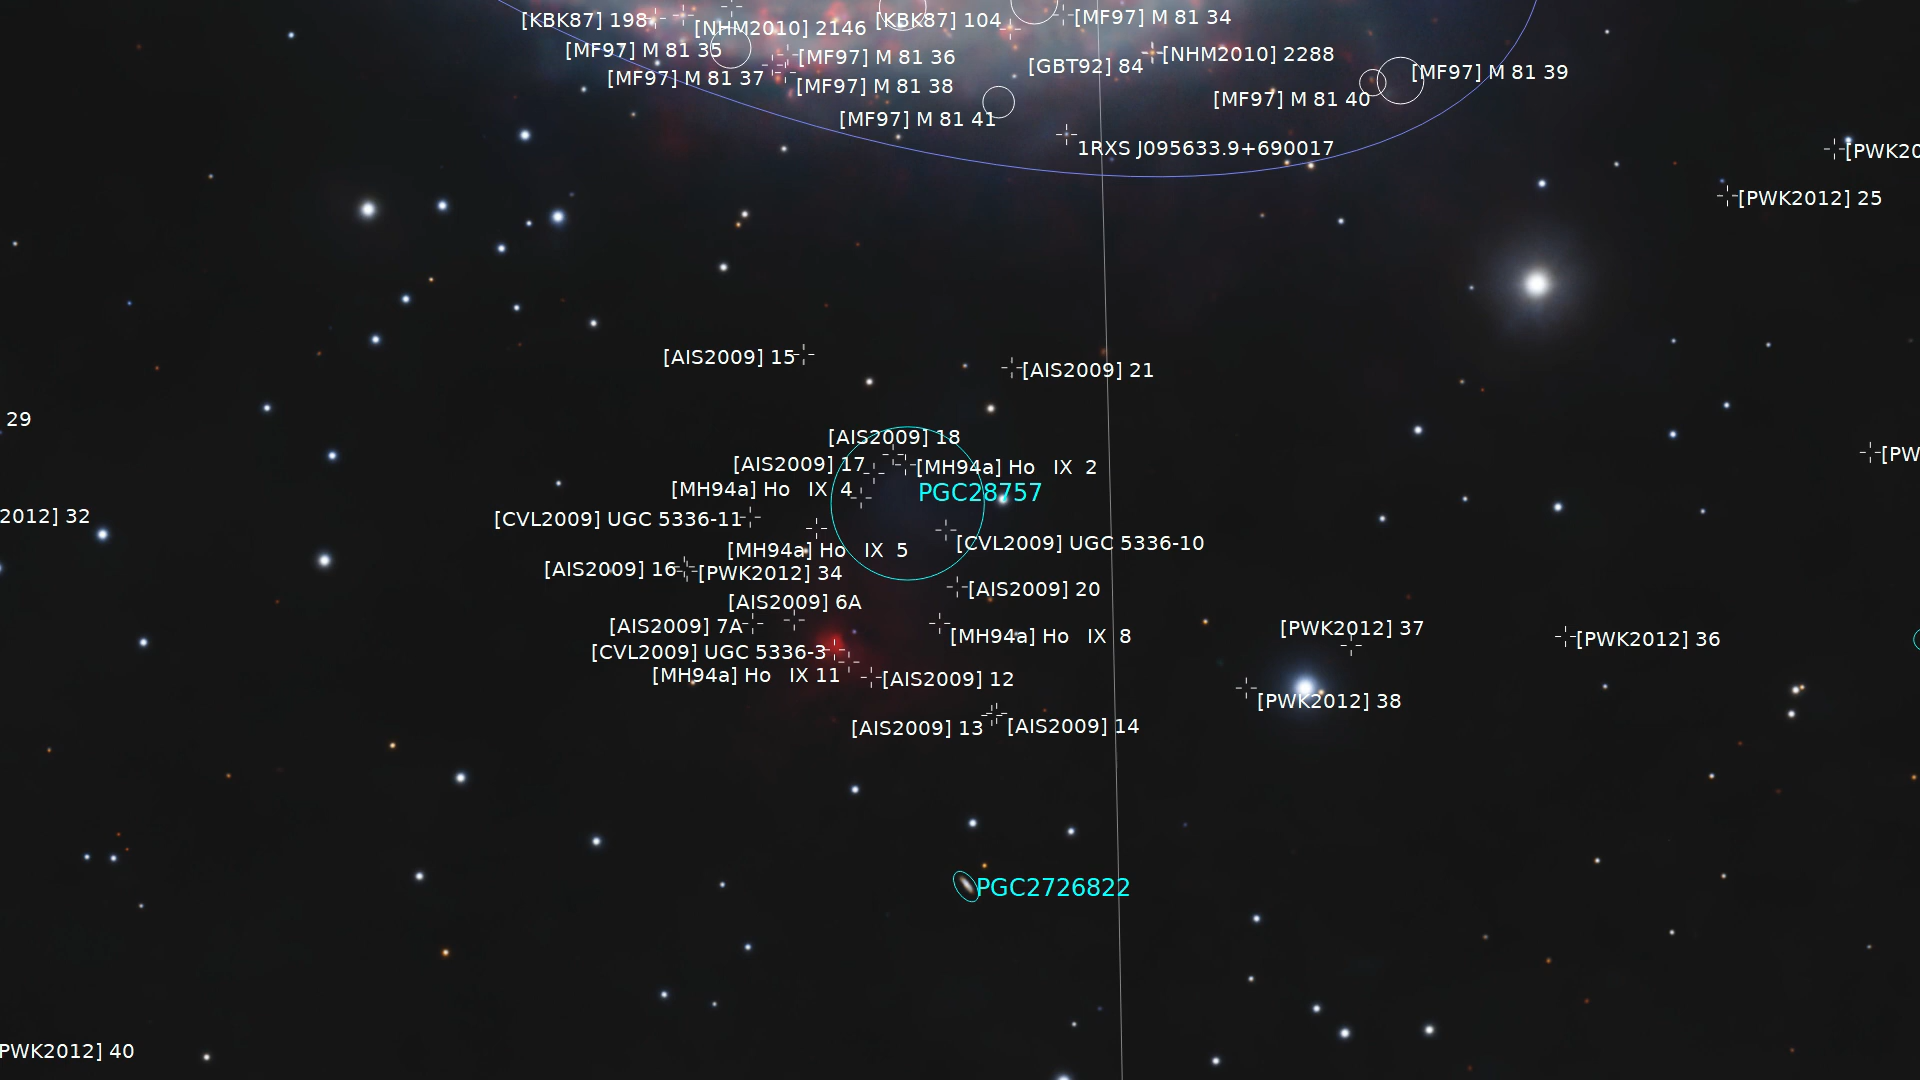 [KBK87] 198
[NHM2010] 2146
[KBK87] 104
[MF97] M 81 34
[MF97] M 81 35
[MF97] M 81 36
[GBT92] 84
[NHM2010] 2288
[MF97] M 81 37
[MF97] M 81 38
[MF97] M 81 39
[MF97] M 81 40
[MF97] M 81 41
1RXS J095633.9+690017
[PWK20
[PWK2012] 25
[AIS2009] 15
[AIS2009] 21
29
[AIS2009] 18
[AIS2009] 17
[MH94a] Ho IX 2
[PW
[MH94a] Ho IX 4
PGC28757
2012] 32
[CVL2009] UGC 5336-11
[MH94a] Ho IX 5
[CVL2009] UGC 5336-10
[AIS2009] 16
[PWK2012] 34
[AIS2009] 20
[AIS2009] 6A
[AIS2009] 7A
[MH94a] Ho IX 8
[PWK2012] 37
[PWK2012] 36
[CVL2009] UGC 5336-3
[MH94a] Ho IX 11
[AIS2009] 12
[PWK2012] 38
[AIS2009] 13
[AIS2009] 14
PGC2726822
PWK2012] 40